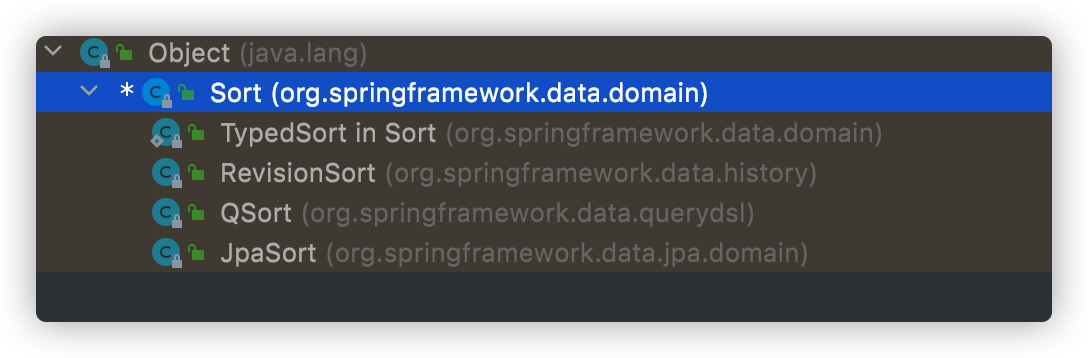 Object (java.lang)
* Sort (org.springframework.data.domain)
TypedSort in Sort (org.springframework.data.domain)
RevisionSort (org.springframework.data.history)
QSort (org.springframework.data.querydsl)
JpaSort (org.springframework.data.jpa.domain)